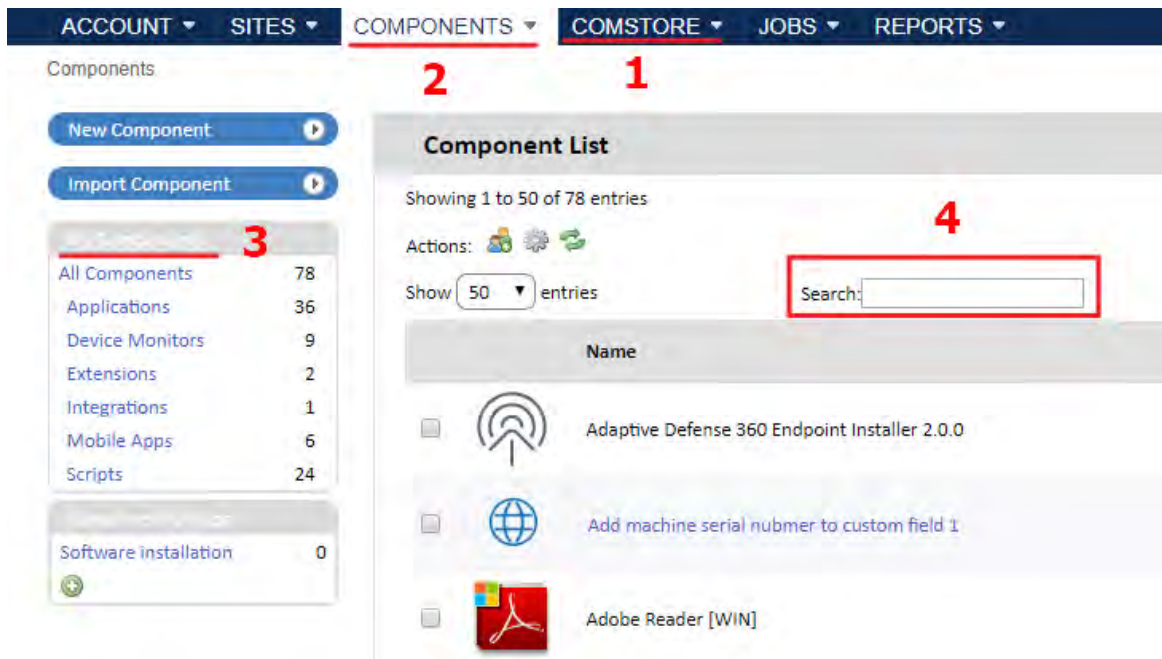 ACCOUNT SITES COMPONENTS COMSTORE JOBS REPORTS
Components
2 1
New Component
Import Component
3
All Components 78
Applications 36
Device Monitors 9
Extensions 2
Integrations 1
Mobile Apps 6
Scripts 24
Software installation 0
Component List
Showing 1 to 50 of 78 entries
4
Actions:
Show 50 entries Search:
Name
Adaptive Defense 360 Endpoint Installer 2.0.0
Add machine serial nubmer to custom field 1
Adobe Reader [WIN]